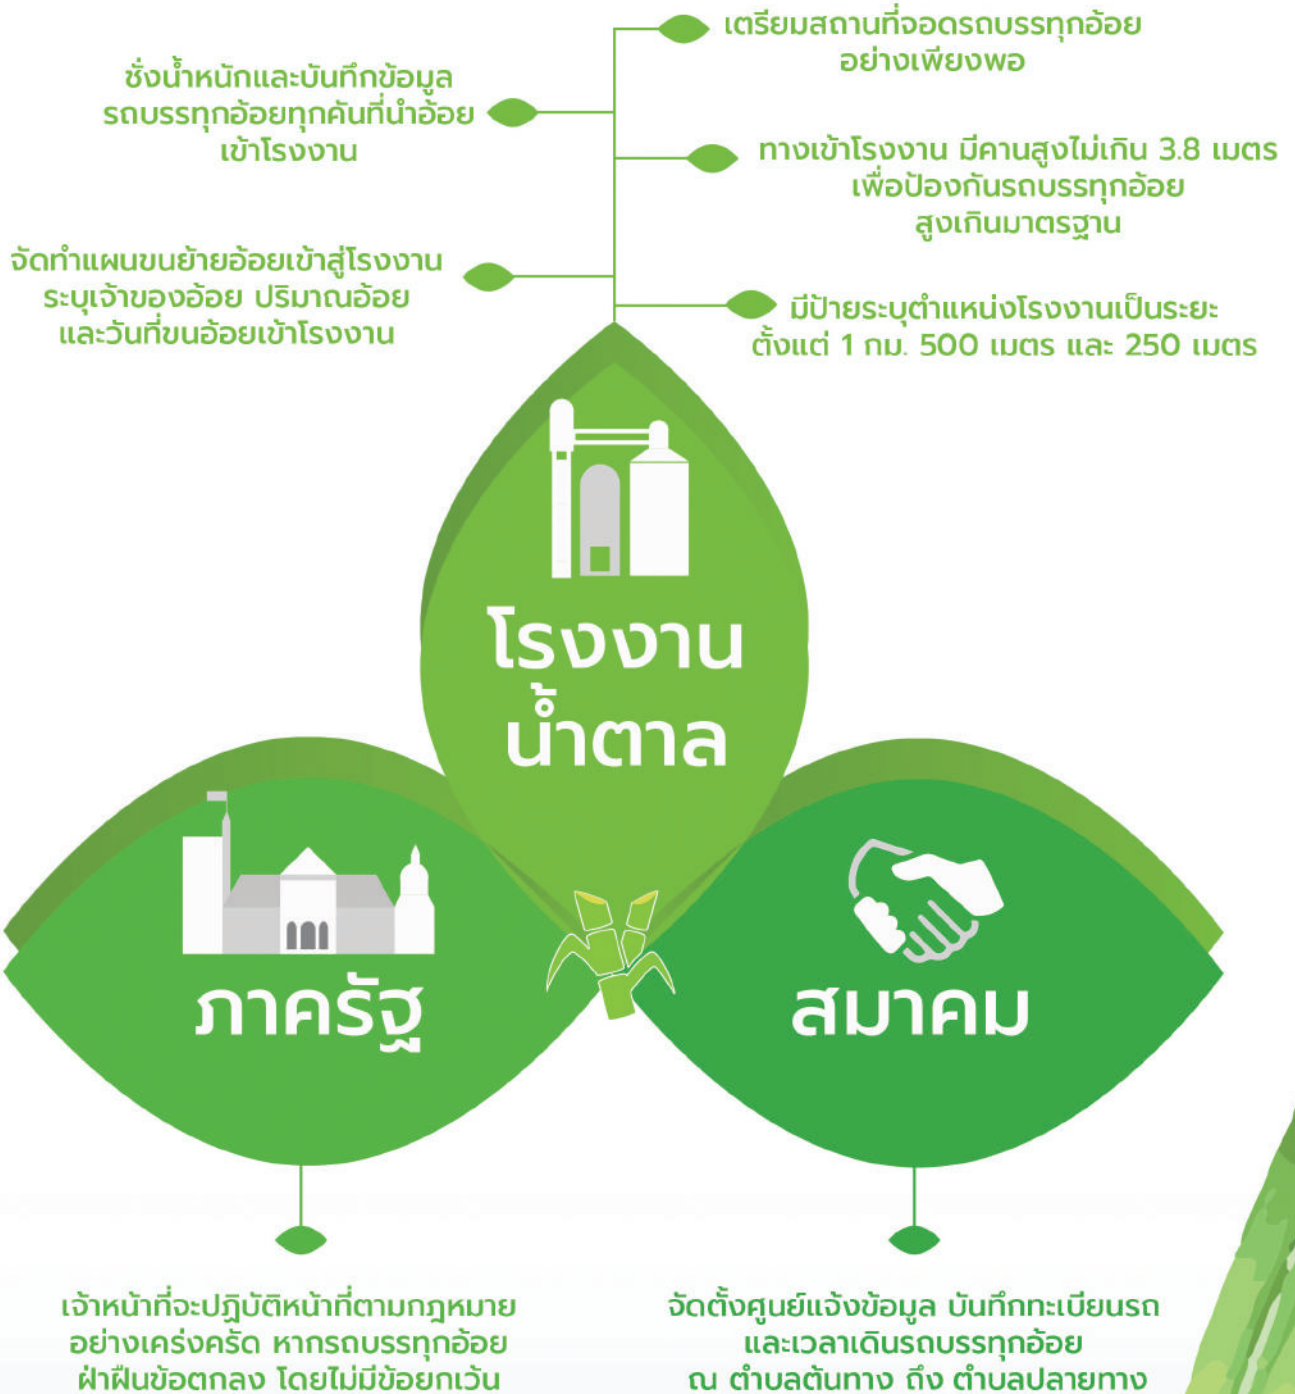 เตรียมสถานที่จอดรถบรรทุกอ้อย
อย่างเพียงพอ
ชั่งน้ำหนักและบันทึกข้อมูล
รถบรรทุกอ้อยทุกคันที่นำอ้อย
เข้าโรงงาน
ทางเข้าโรงงาน มีคานสูงไม่เกิน 3.8 เมตร
เพื่อป้องกันรถบรรทุกอ้อย
สูงเกินมาตรฐาน
จัดทำแผนขนย้ายอ้อยเข้าสู่โรงงาน
ระบุเจ้าของอ้อย ปริมาณอ้อย
และวันที่ขนอ้อยเข้าโรงงาน
มีป้ายระบุตำแหน่งโรงงานเป็นระยะ
ตั้งแต่ 1 กม. 500 เมตร และ 250 เมตร
โรงงาน
น้ำตาล
ภาครัฐ
สมาคม
เจ้าหน้าที่จะปฏิบัติหน้าที่ตามกฎหมาย
อย่างเคร่งครัด หากรถบรรทุกอ้อย
ฝ่าฝืนข้อตกลง โดยไม่มีข้อยกเว้น
จัดตั้งศูนย์แจ้งข้อมูล บันทึกทะเบียนรถ
และเวลาเดินรถบรรทุกอ้อย
ณ ตำบลต้นทาง ถึง ตำบลปลายทาง